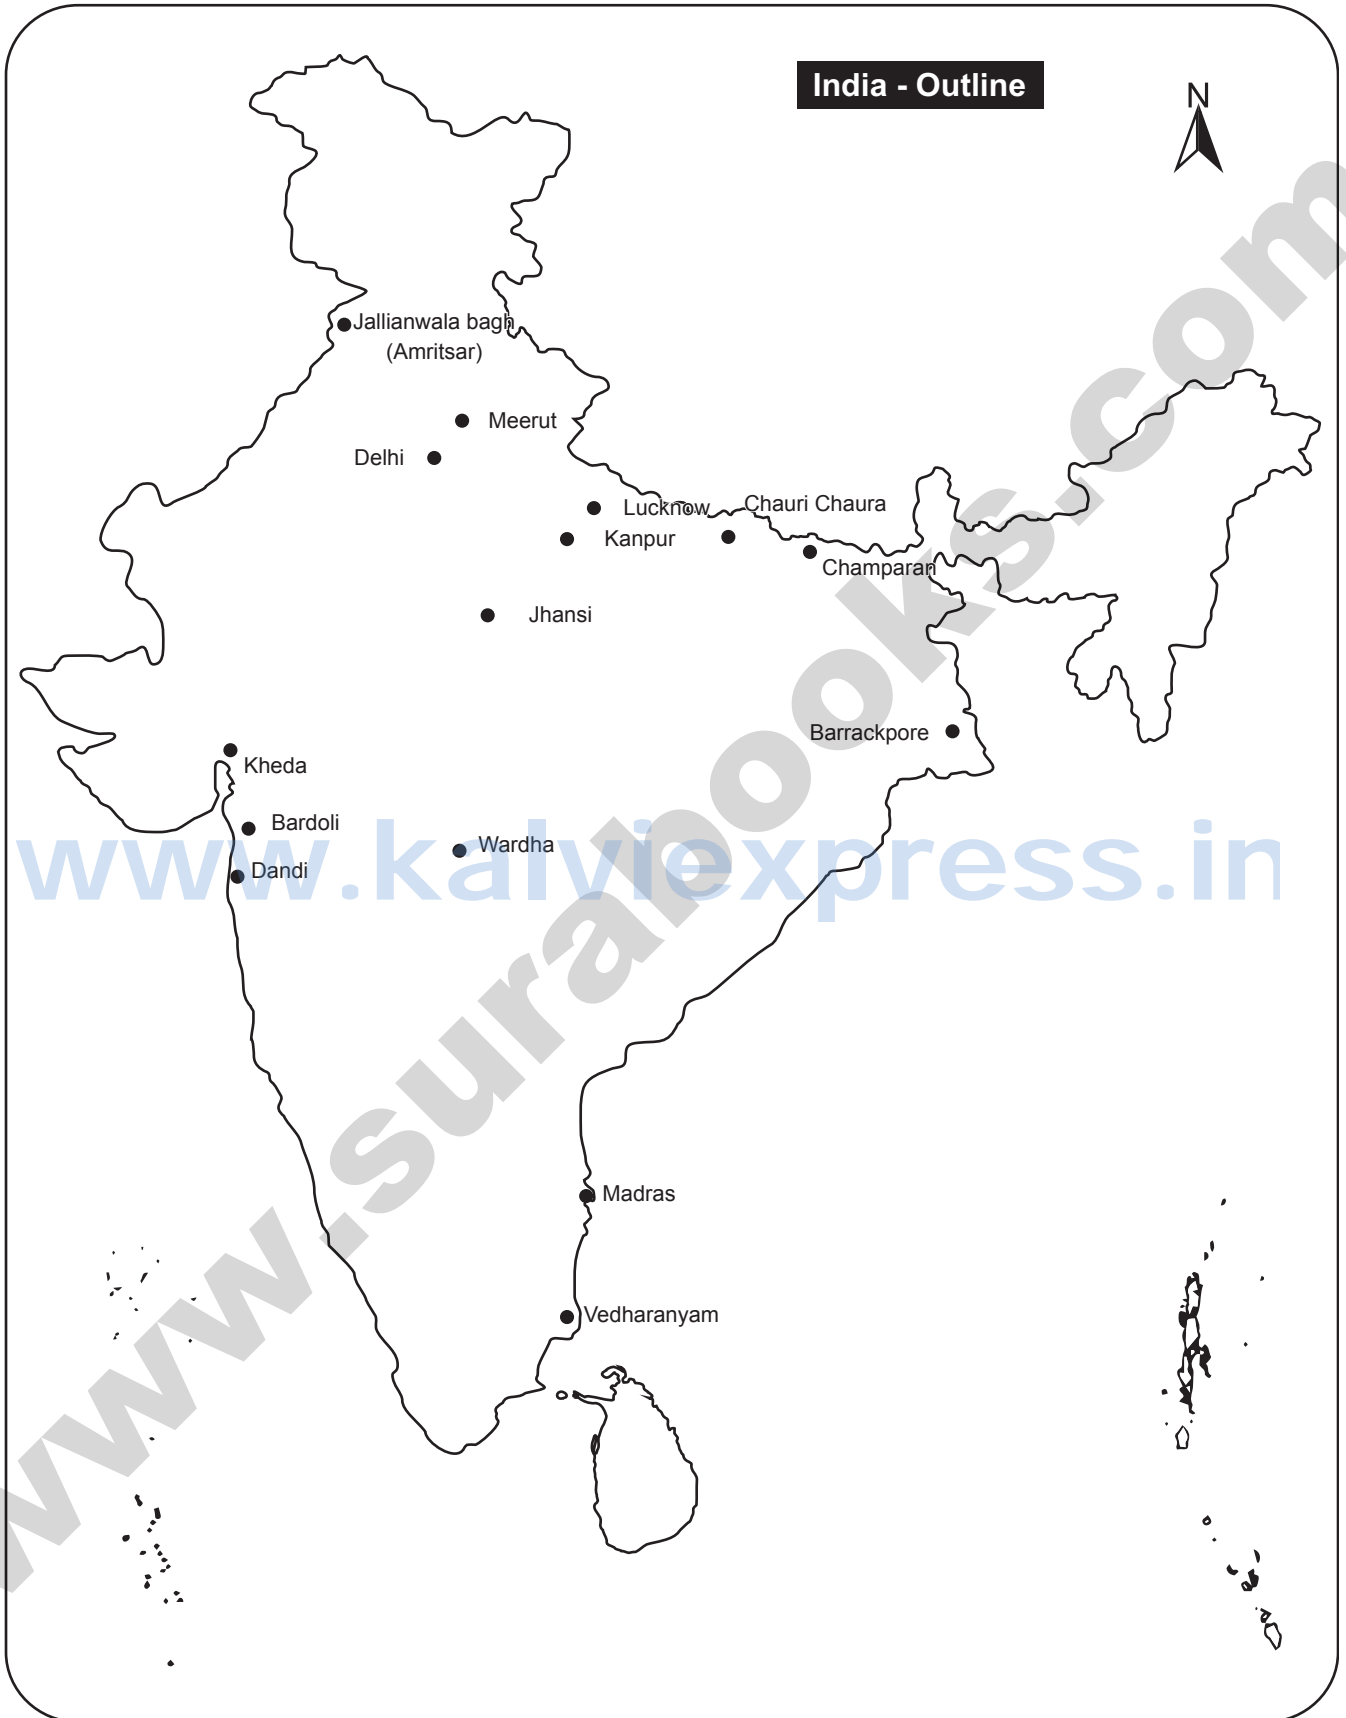 India - Outline
N
Jallianwala bagh
(Amritsar)
Meerut
Delhi
Lucknow
Chauri Chaura
Kanpur
Champaran
Jhansi
Barrackpore
Kheda
Bardoli
Wardha
Dandi
Madras
Vedharanyam
www.kalviexpress.in
www.surabooks.com